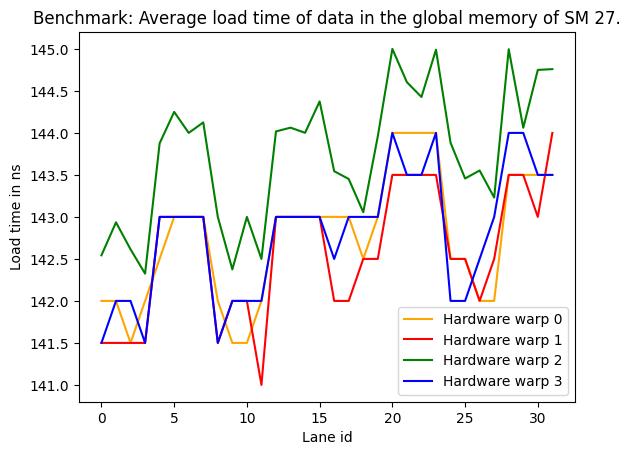 Benchmark: Average load time of data in the global memory of SM 27.
Load time in ns
145.0
144.5
144.0
143.5
143.0
142.5
142.0
141.5
141.0
Hardware warp 0
Hardware warp 1
Hardware warp 2
Hardware warp 3
0 5 10 15 20 25 30
Lane id